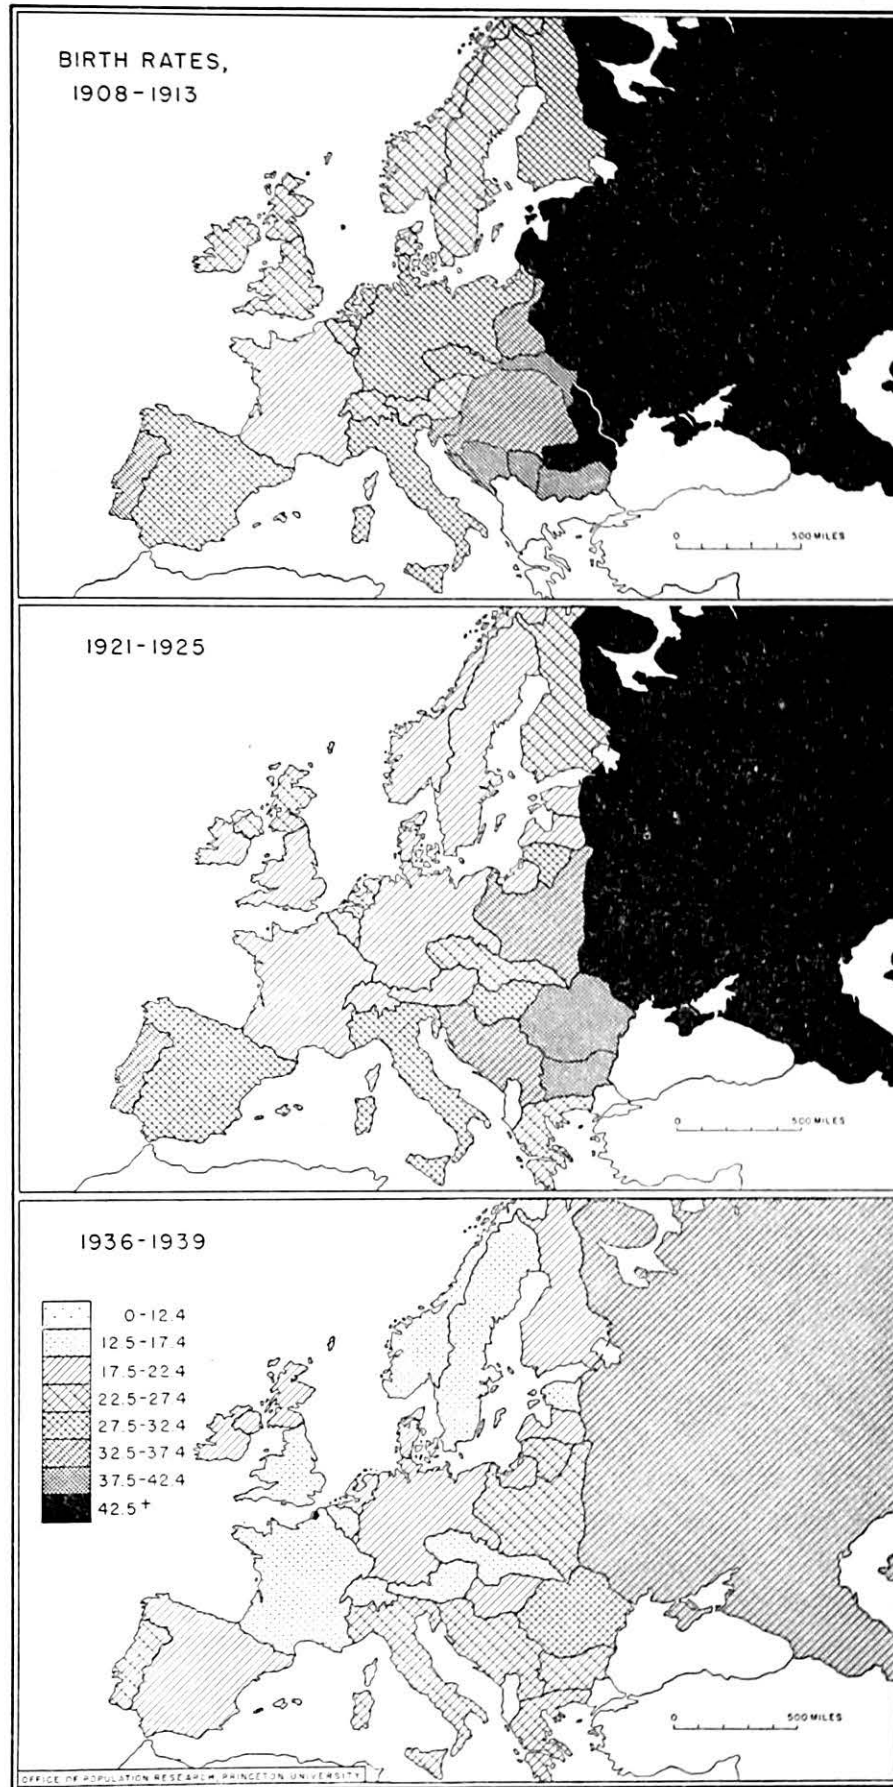 BIRTH RATES,
1908-1913
0 500 MILES
1921-1925
0 500 MILES
1936-1939
0-12.4
12.5-17.4
17.5-22.4
22.5-27.4
27.5-32.4
32.5-37.4
37.5-42.4
42.5+
0 500 MILES
OFFICE OF POPULATION RESEARCH, PRINCETON UNIVERSITY